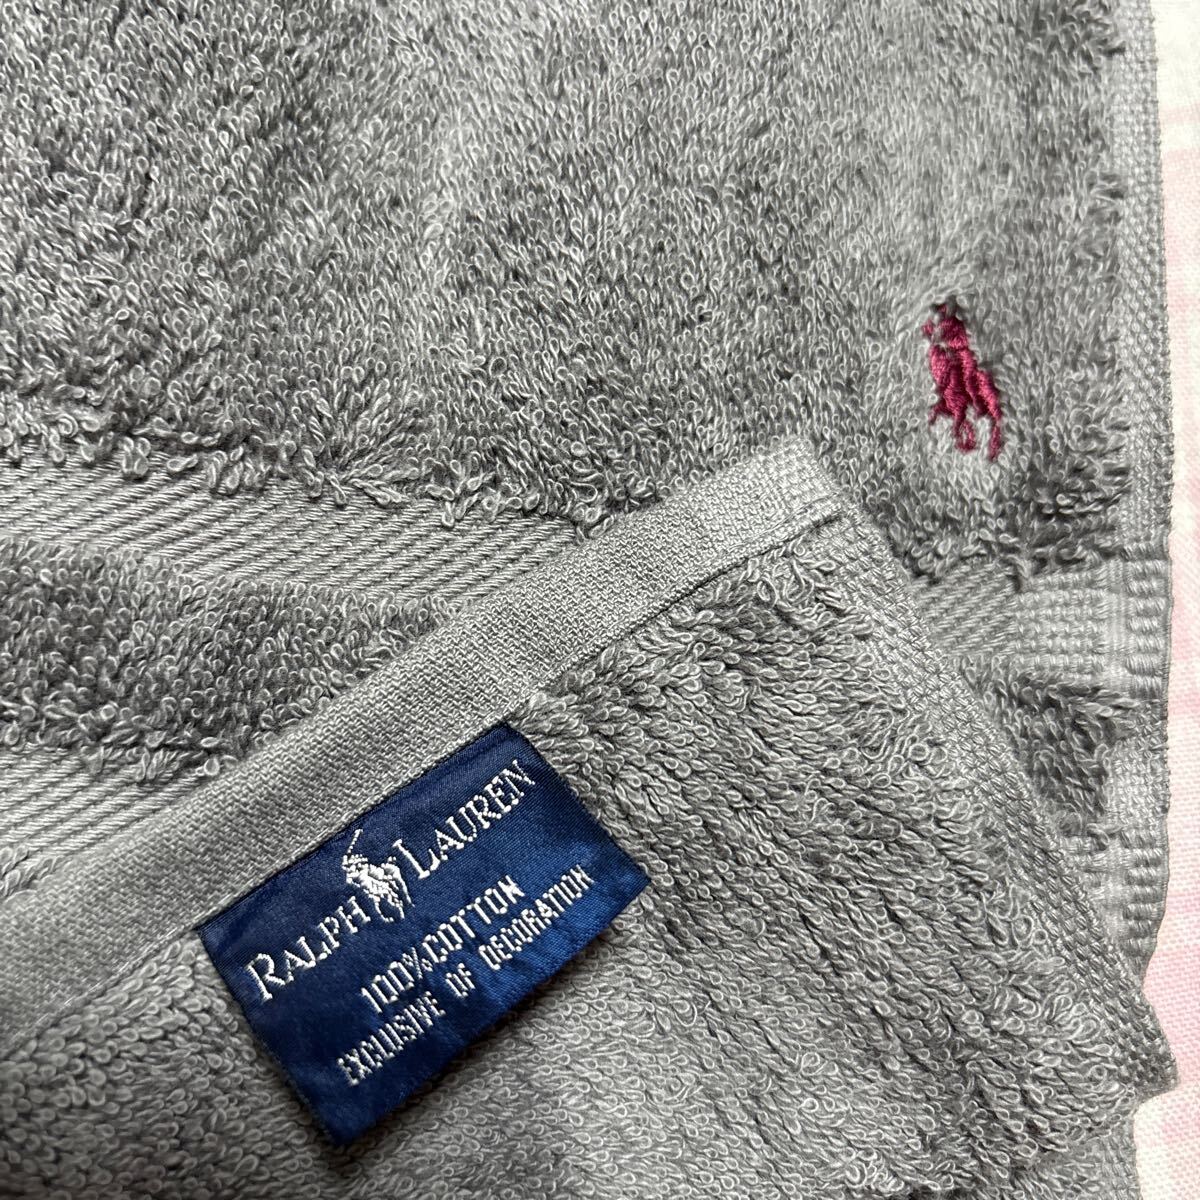 RALPH LAUREN
100% COTTON
EXCLUSIVE OF DECORATION